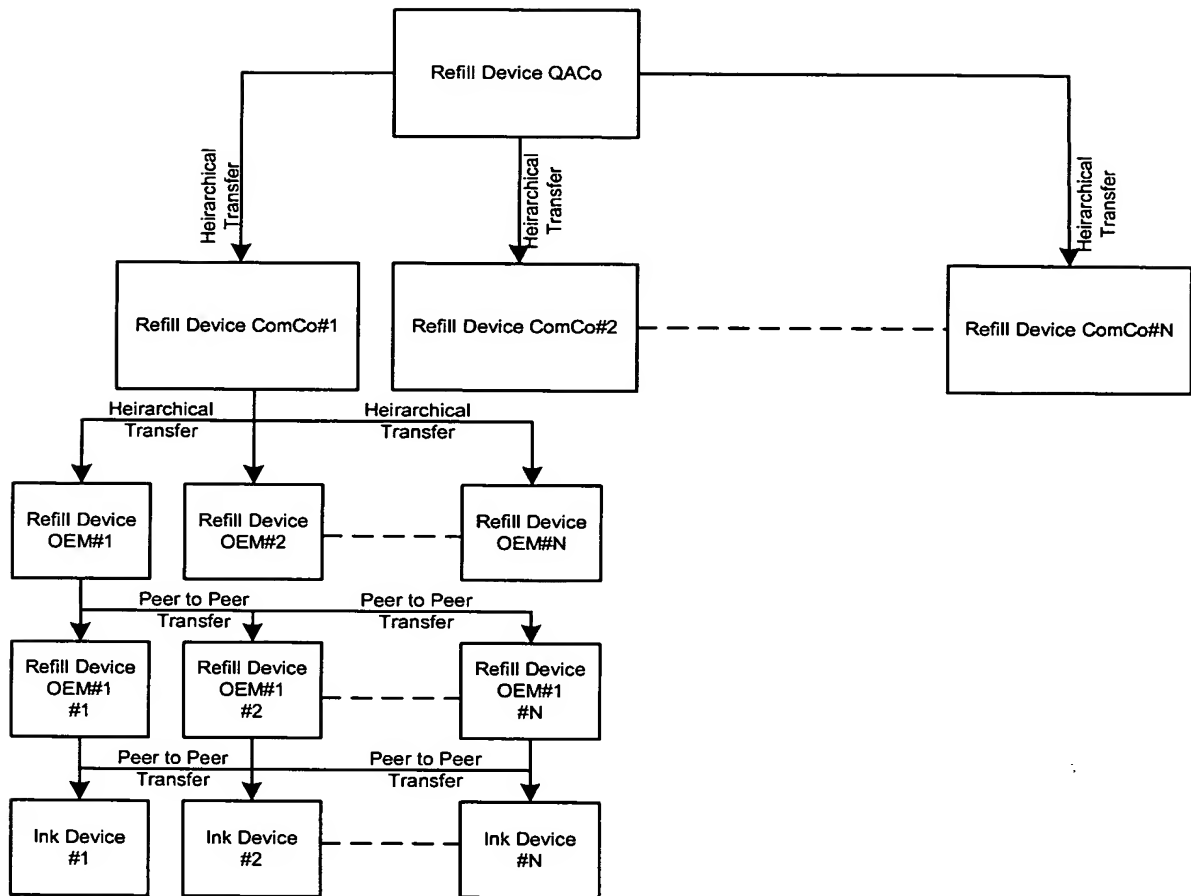 Refill Device QACo
Heirarchical
Transfer
Heirarchical
Transfer
Heirarchical
Transfer
Refill Device ComCo#1
Refill Device ComCo#2
Refill Device ComCo#N
Heirarchical
Transfer
Heirarchical
Transfer
Refill Device
OEM#1
Refill Device
OEM#2
Refill Device
OEM#N
Peer to Peer
Transfer
Peer to Peer
Transfer
Refill Device
OEM#1
#1
Refill Device
OEM#1
#2
Refill Device
OEM#1
#N
Peer to Peer
Transfer
Peer to Peer
Transfer
Ink Device
#1
Ink Device
#2
Ink Device
#N